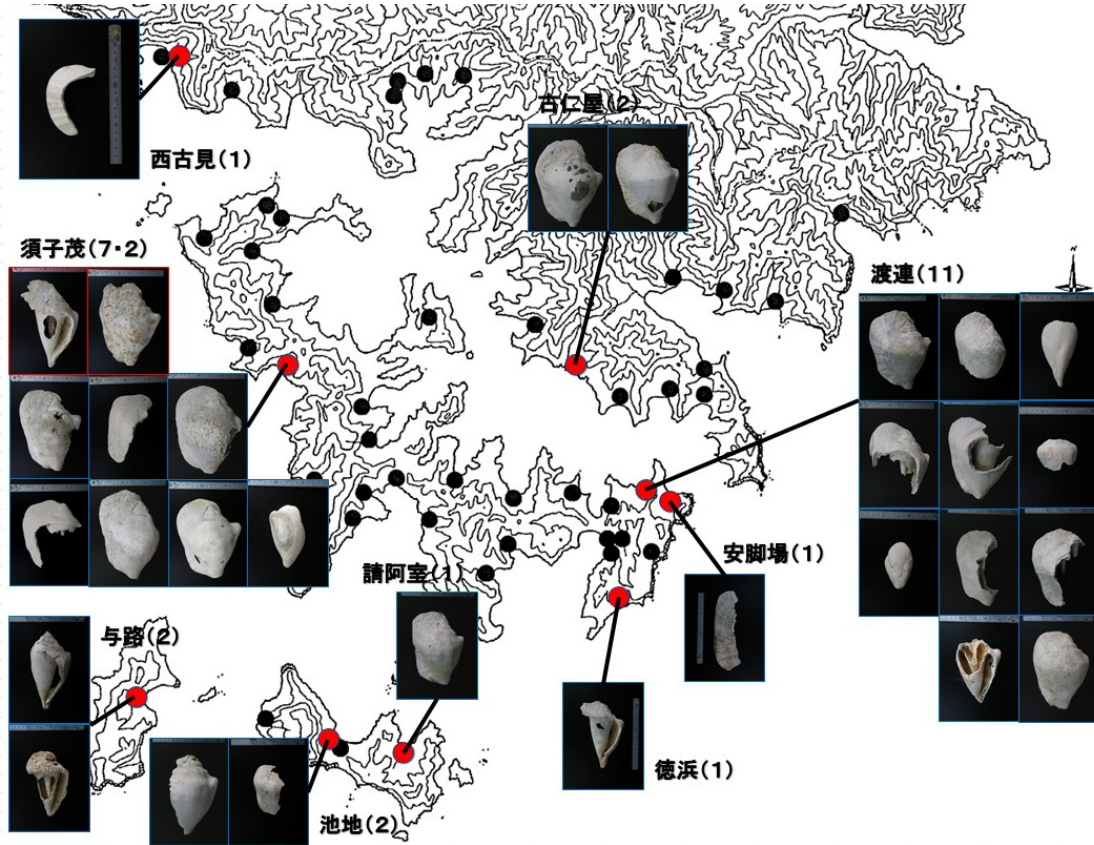 西古見(1)
古仁屋(2)
須子茂(7・2)
渡連(11)
N
安脚場(1)
請阿室(1)
与路(2)
徳浜(1)
池地(2)